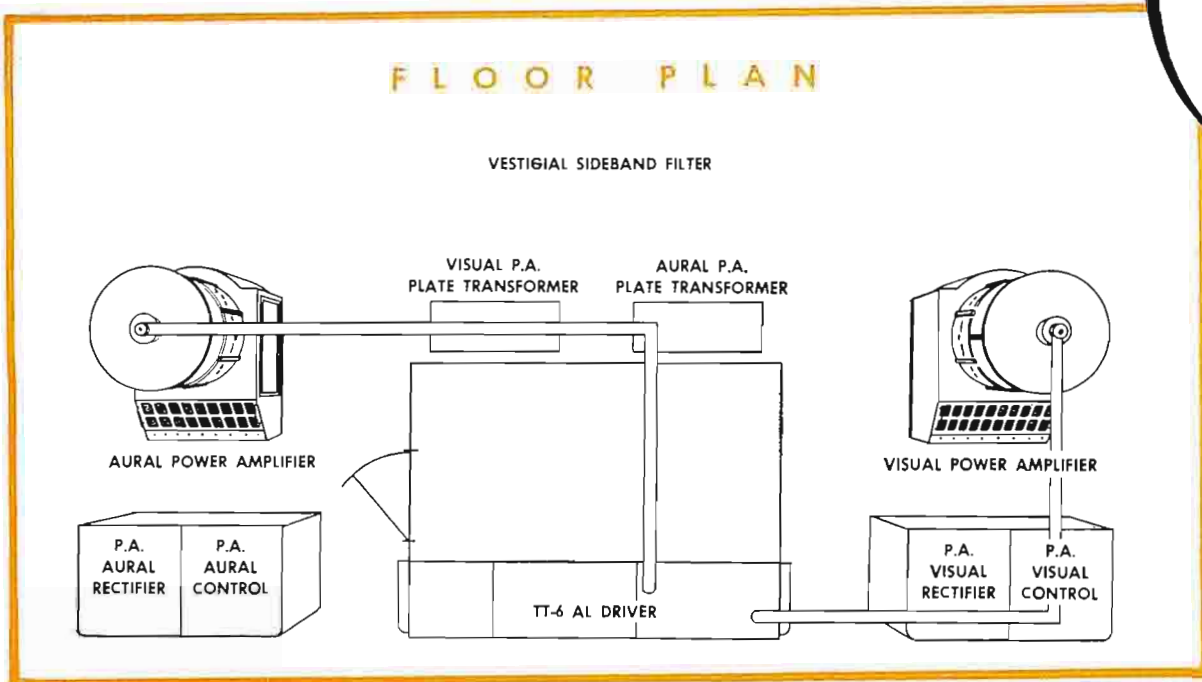 FLOOR PLAN
VESTIGIAL SIDEBAND FILTER
VISUAL P.A.
PLATE TRANSFORMER
AURAL P.A.
PLATE TRANSFORMER
AURAL POWER AMPLIFIER
VISUAL POWER AMPLIFIER
P.A.
AURAL
RECTIFIER
P.A.
AURAL
CONTROL
TT-6 AL DRIVER
P.A.
VISUAL
RECTIFIER
P.A.
VISUAL
CONTROL